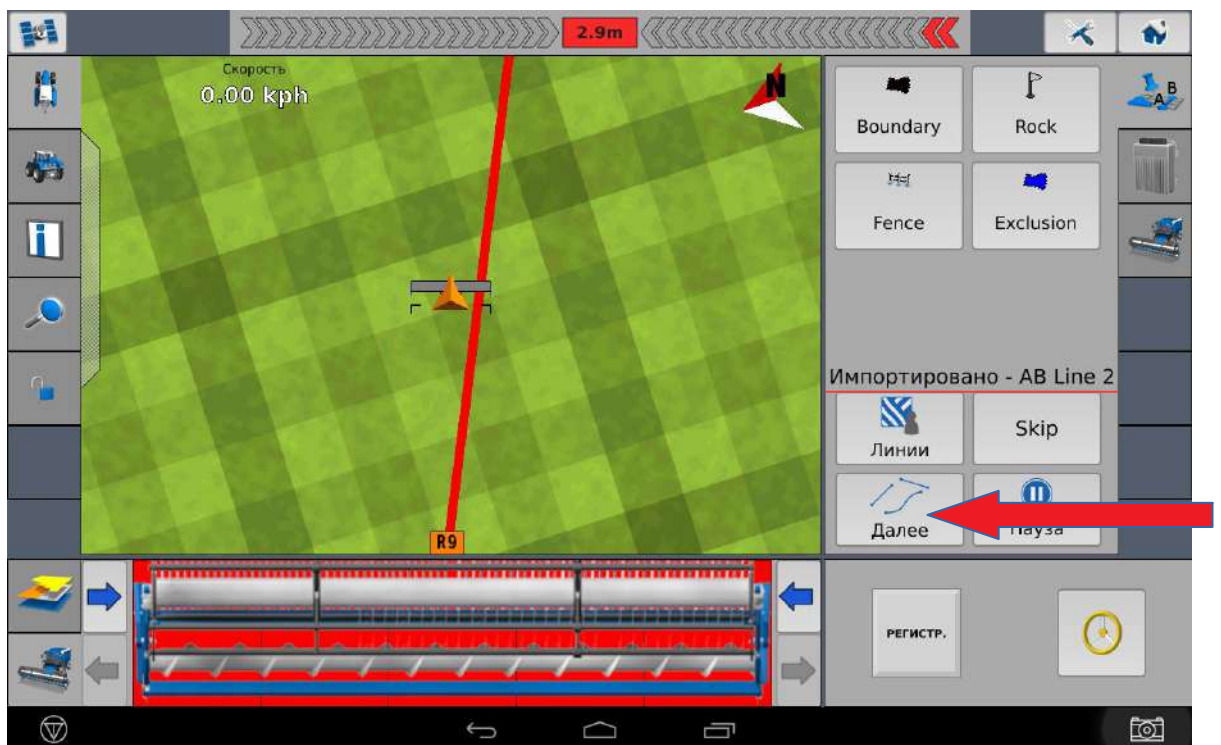 2.9m
Скорость
0.00 kph
N
A B
Boundary
Rock
Fence
Exclusion
Импортировано - AB Line 2
Линии
Skip
Далее
Пауза
R9
РЕГИСТР.